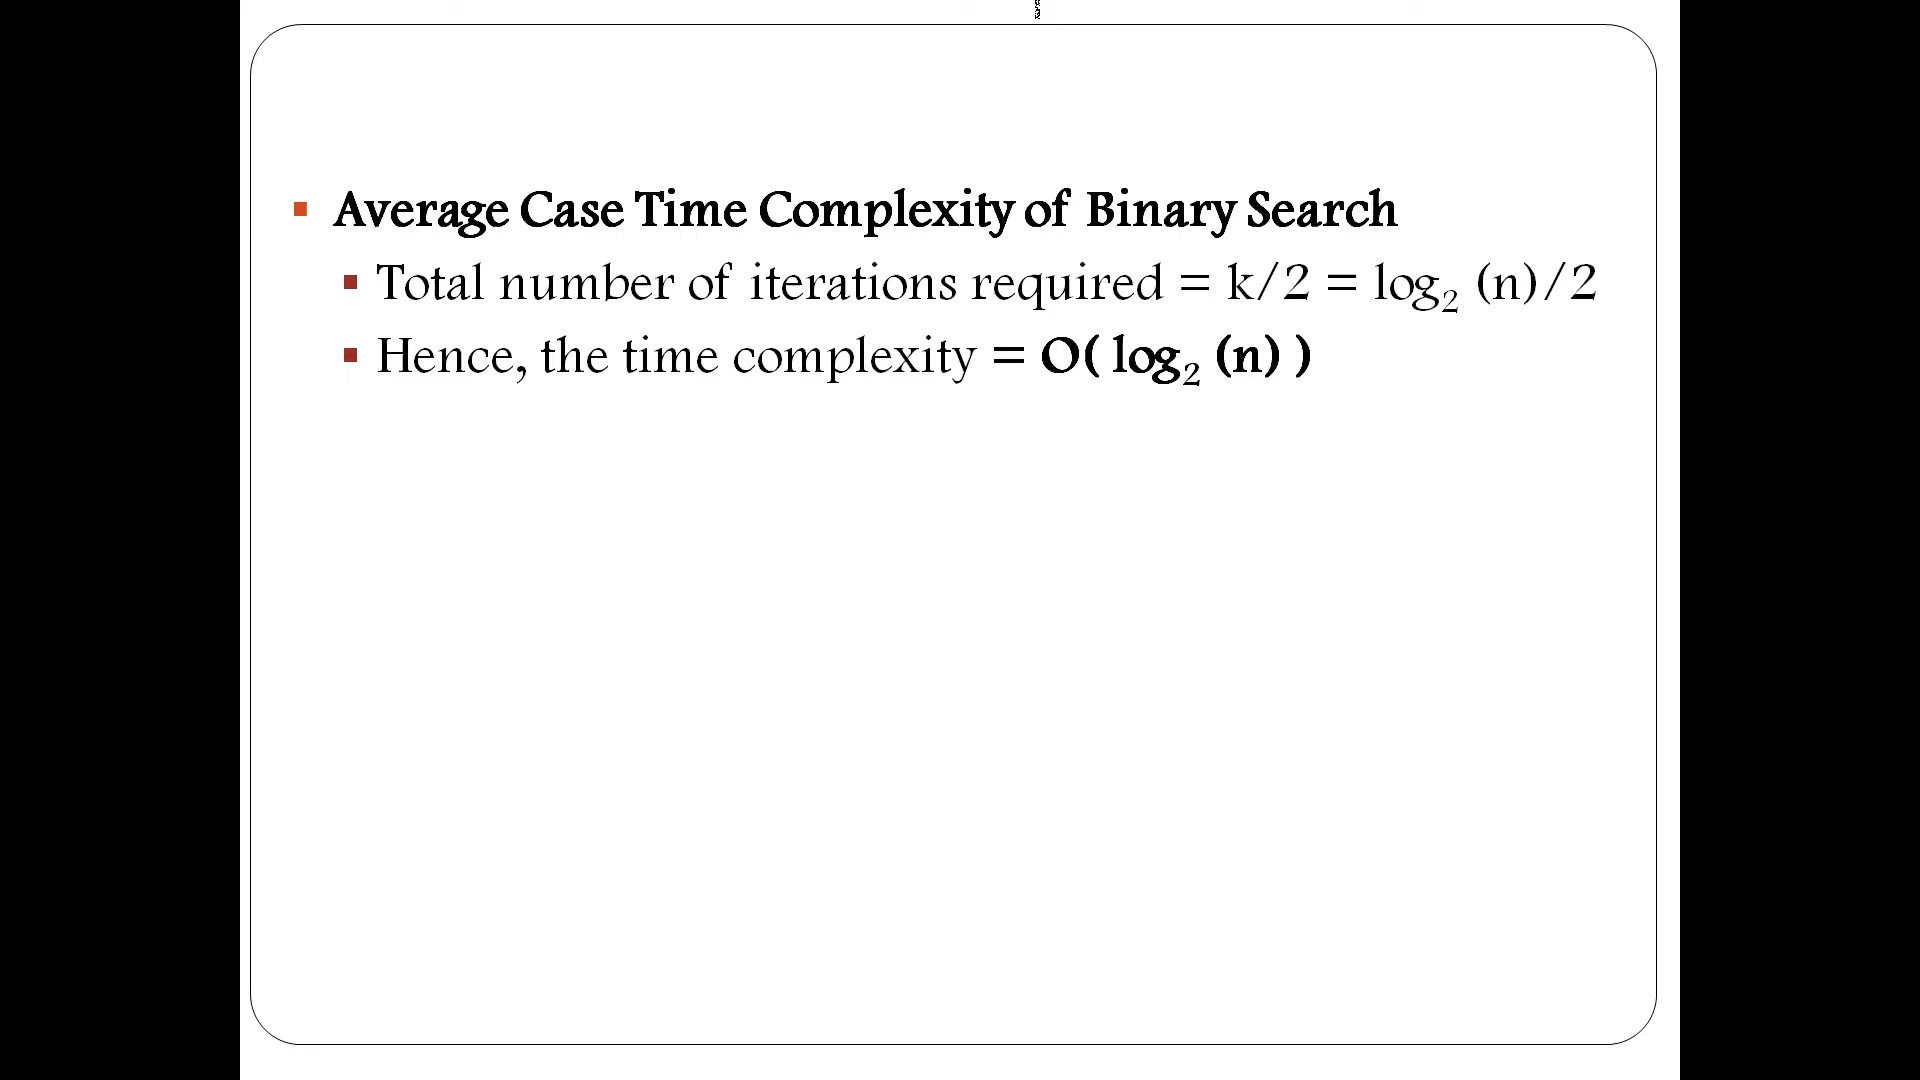 Average Case Time Complexity of Binary Search
Total number of iterations required = k/2 = log₂ (n)/2
Hence, the time complexity = O( log₂ (n) )